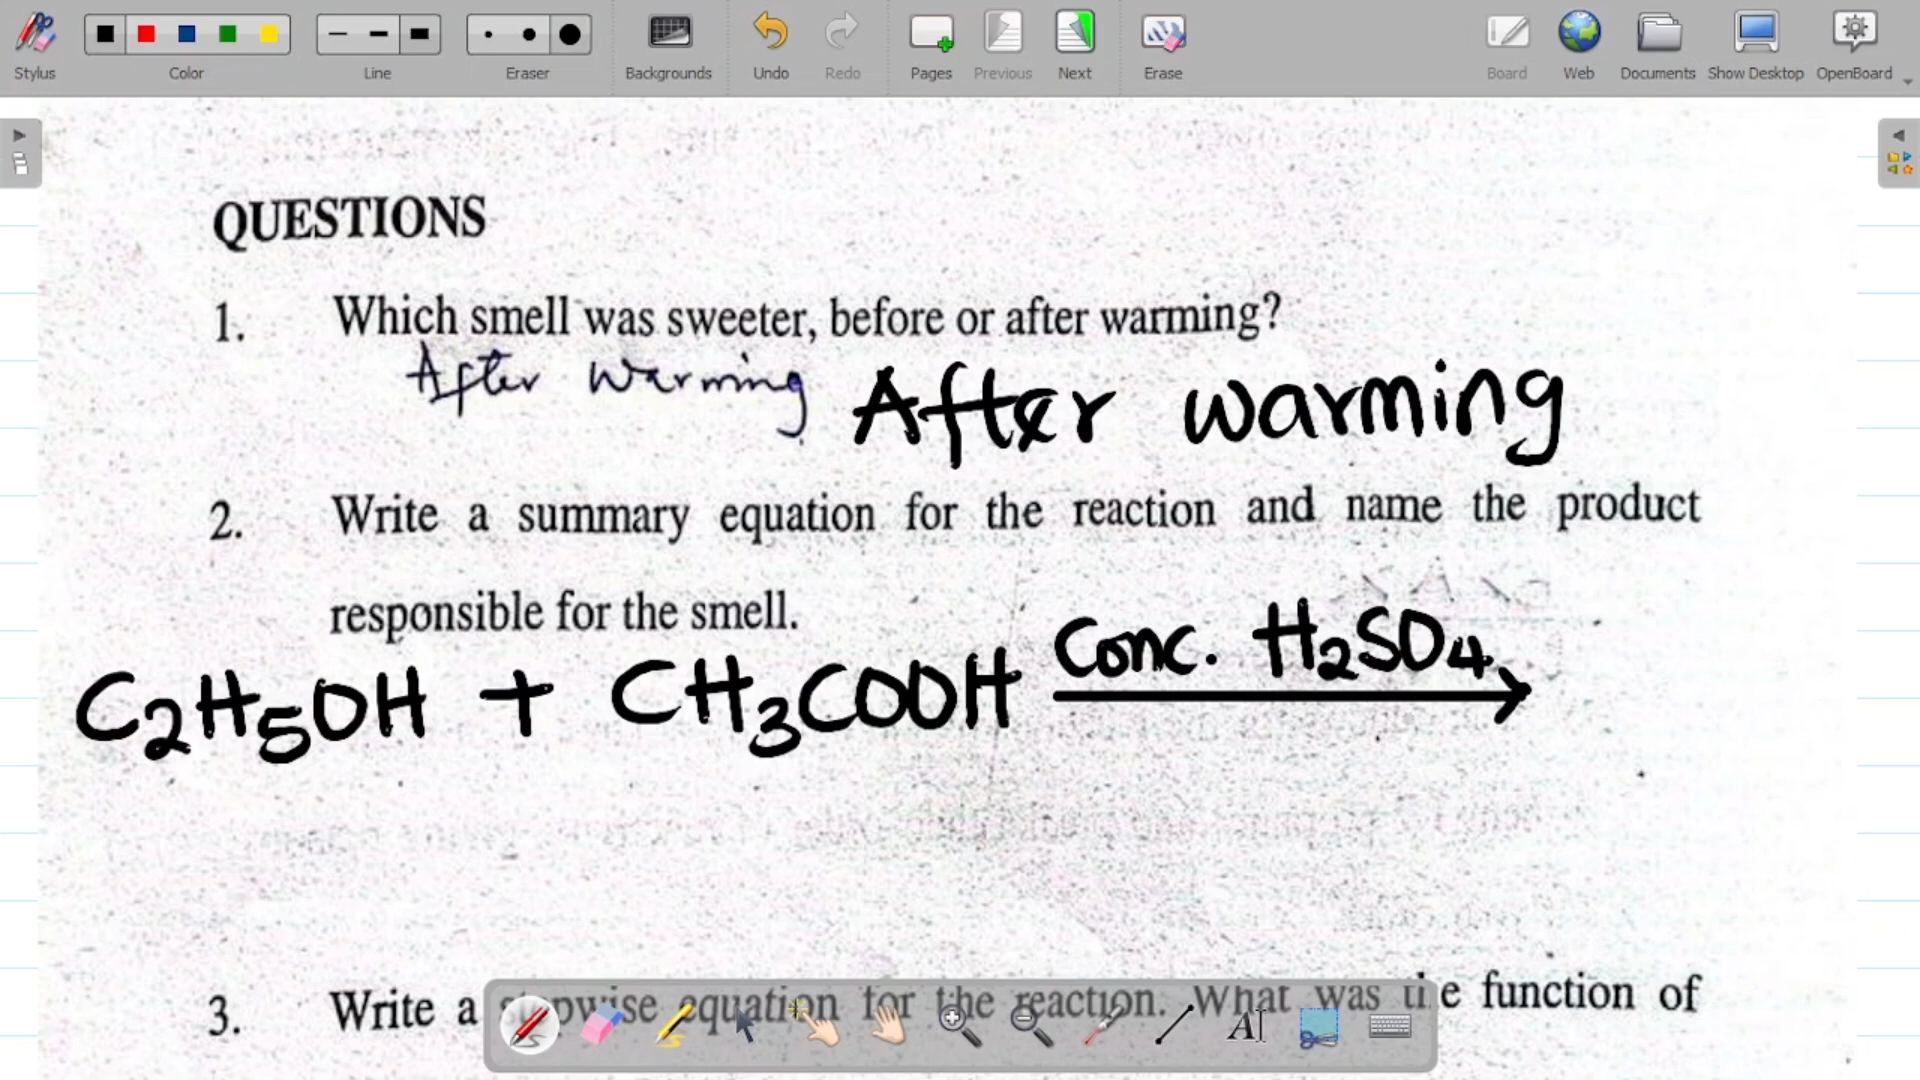 Stylus Color Line Eraser Backgrounds Undo Redo Pages Previous Next Erase Board Web Documents Show Desktop OpenBoard
QUESTIONS
1. Which smell was sweeter, before or after warming?
After Warming After warming
2. Write a summary equation for the reaction and name the product
responsible for the smell.
C2H5OH + CH3COOH Conc. H2SO4 →
3. Write a stepwise equation for the reaction. What was the function of